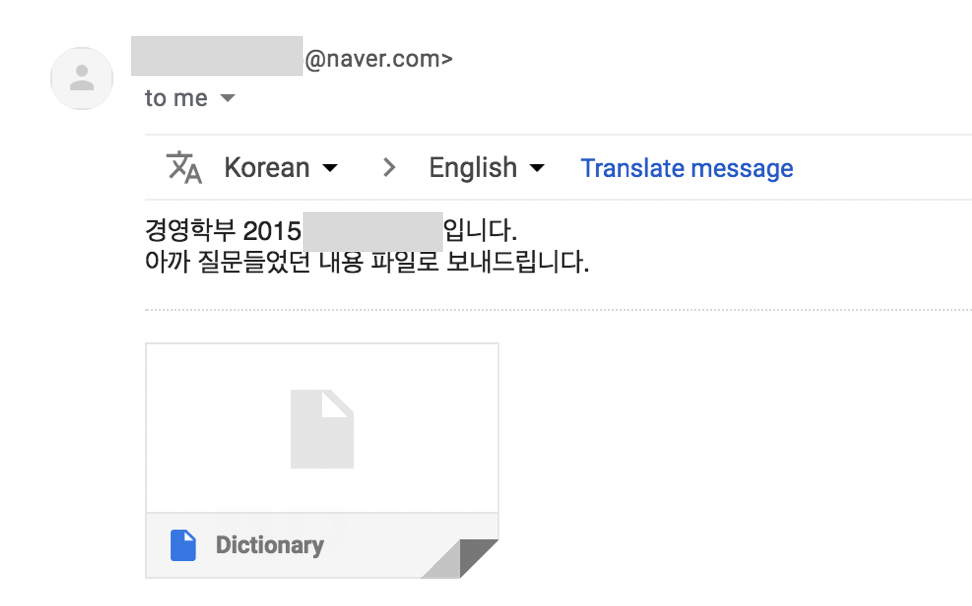 @naver.com>
to me
Korean > English Translate message
경영학부 2015 입니다.
아까 질문들었던 내용 파일로 보내드립니다.
Dictionary